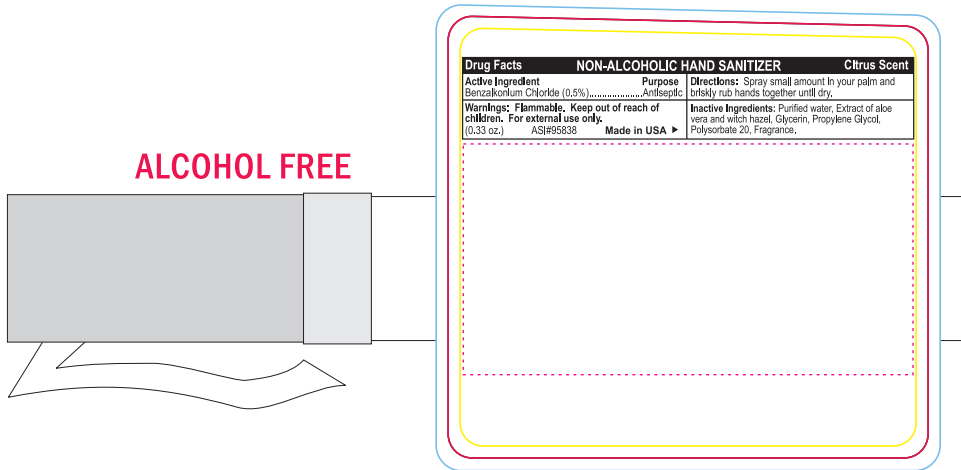 Drug Facts NON-ALCOHOLIC HAND SANITIZER Citrus Scent
Active Ingredient Purpose
Benzalkonium Chloride (0.5%).....................Antiseptic
Directions: Spray small amount in your palm and
briskly rub hands together until dry.
Warnings: Flammable. Keep out of reach of
children. For external use only.
(0.33 oz.) ASI#95838 Made in USA ►
Inactive Ingredients: Purified water, Extract of aloe
vera and witch hazel, Glycerin, Propylene Glycol,
Polysorbate 20, Fragrance.
ALCOHOL FREE